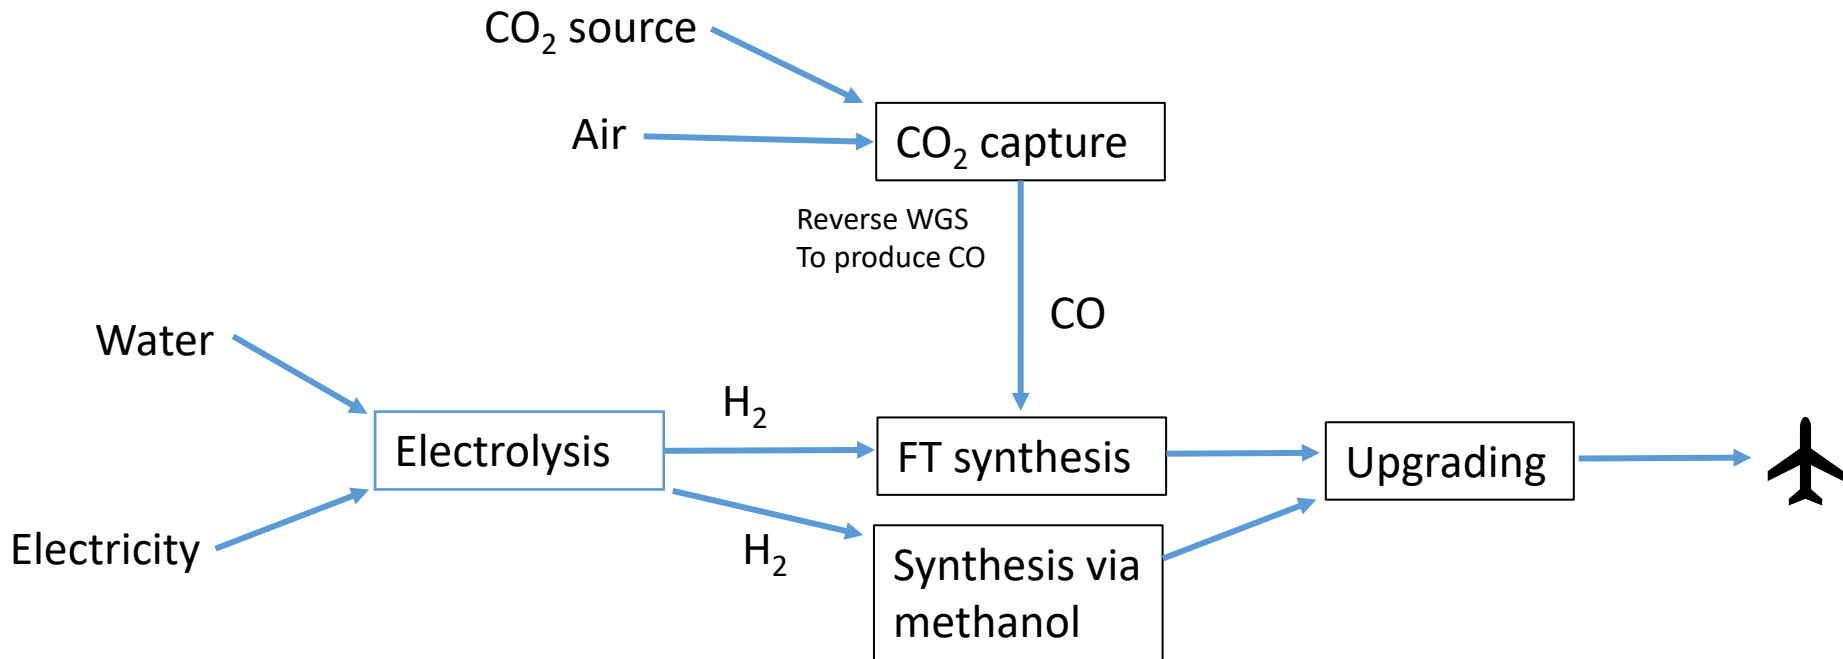 CO₂ source
Air
CO₂ capture
Reverse WGS
To produce CO
CO
Water
H₂
Electrolysis
FT synthesis
Upgrading
Electricity
H₂
Synthesis via
methanol